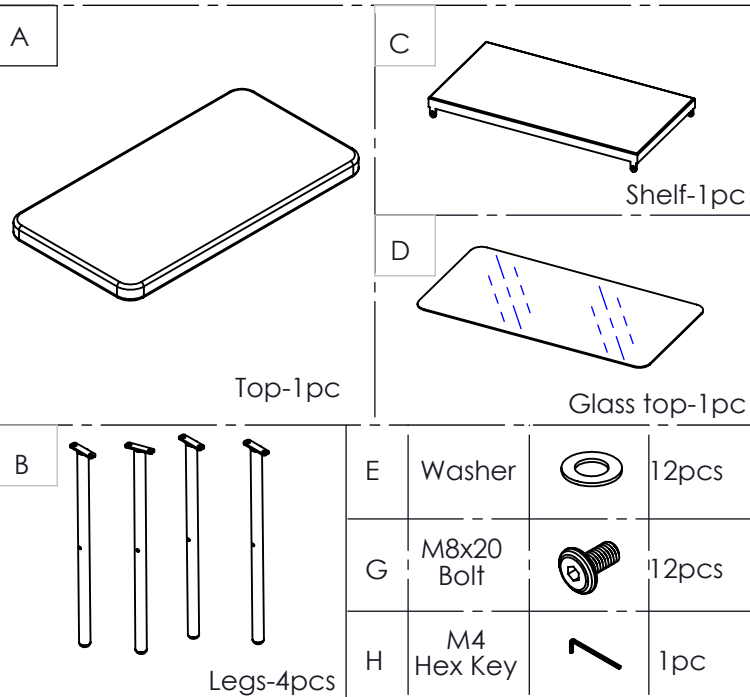 A
Top-1pc
C
Shelf-1pc
D
Glass top-1pc
B
Legs-4pcs
E Washer 12pcs
G M8x20 Bolt 12pcs
H M4 Hex Key 1pc